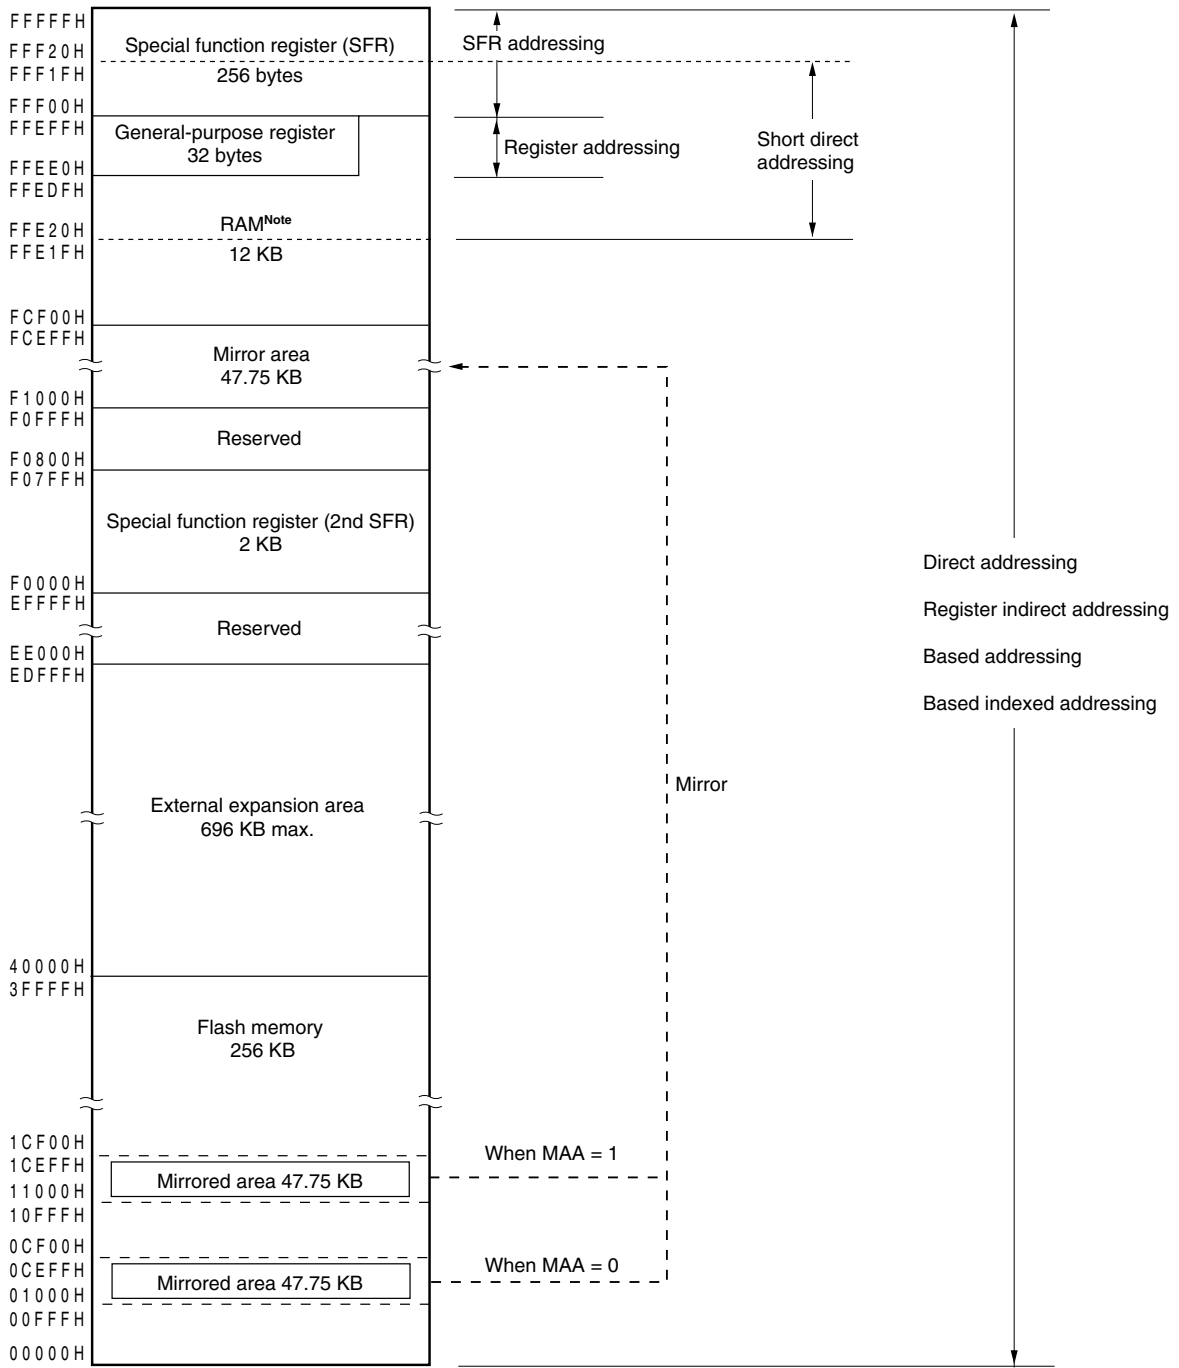 FFFFFH
Special function register (SFR)
256 bytes
SFR addressing
FFF20H
FFF1FH
FFF00H
FFEFFH
General-purpose register
32 bytes
Register addressing
Short direct
addressing
FFEE0H
FFEDFH
RAMNote
12 KB
FFE20H
FFE1FH
FCF00H
FCEFFH
Mirror area
47.75 KB
F1000H
F0FFFH
Reserved
F0800H
F07FFH
Special function register (2nd SFR)
2 KB
Direct addressing
Register indirect addressing
Based addressing
Based indexed addressing
F0000H
EFFFFH
Reserved
EE000H
EDFFFH
Mirror
External expansion area
696 KB max.
40000H
3FFFFH
Flash memory
256 KB
1CF00H
1CEFFH
When MAA = 1
Mirrored area 47.75 KB
11000H
10FFFH
0CF00H
0CEFFH
When MAA = 0
Mirrored area 47.75 KB
01000H
00FFFH
00000H